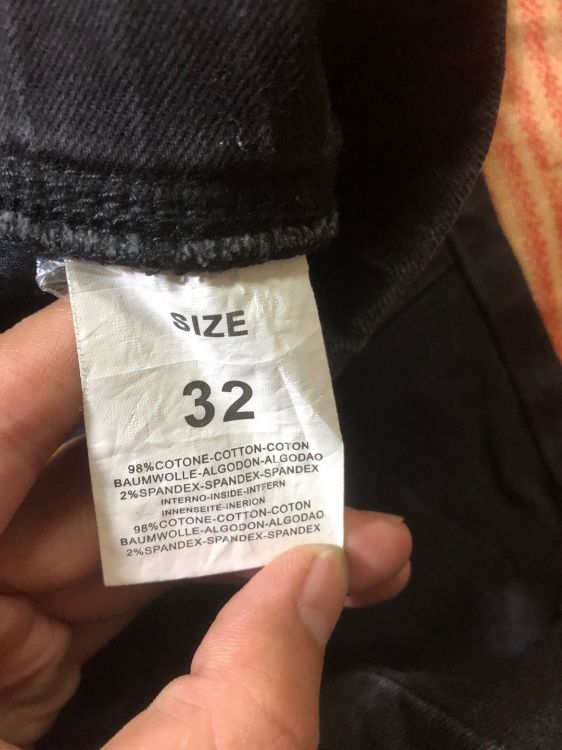 SIZE
32
98%COTONE-COTTON-COTON
BAUMWOLLE-ALGODON-ALGODAO
2%SPANDEX-SPANDEX-SPANDEX
INTERNO-INSIDE-INTFERN
INNENSEITE-INERION
98%COTONE-COTTON-COTON
BAUMWOLLE-ALGODON-ALGODAO
2%SPANDEX-SPANDEX-SPANDEX